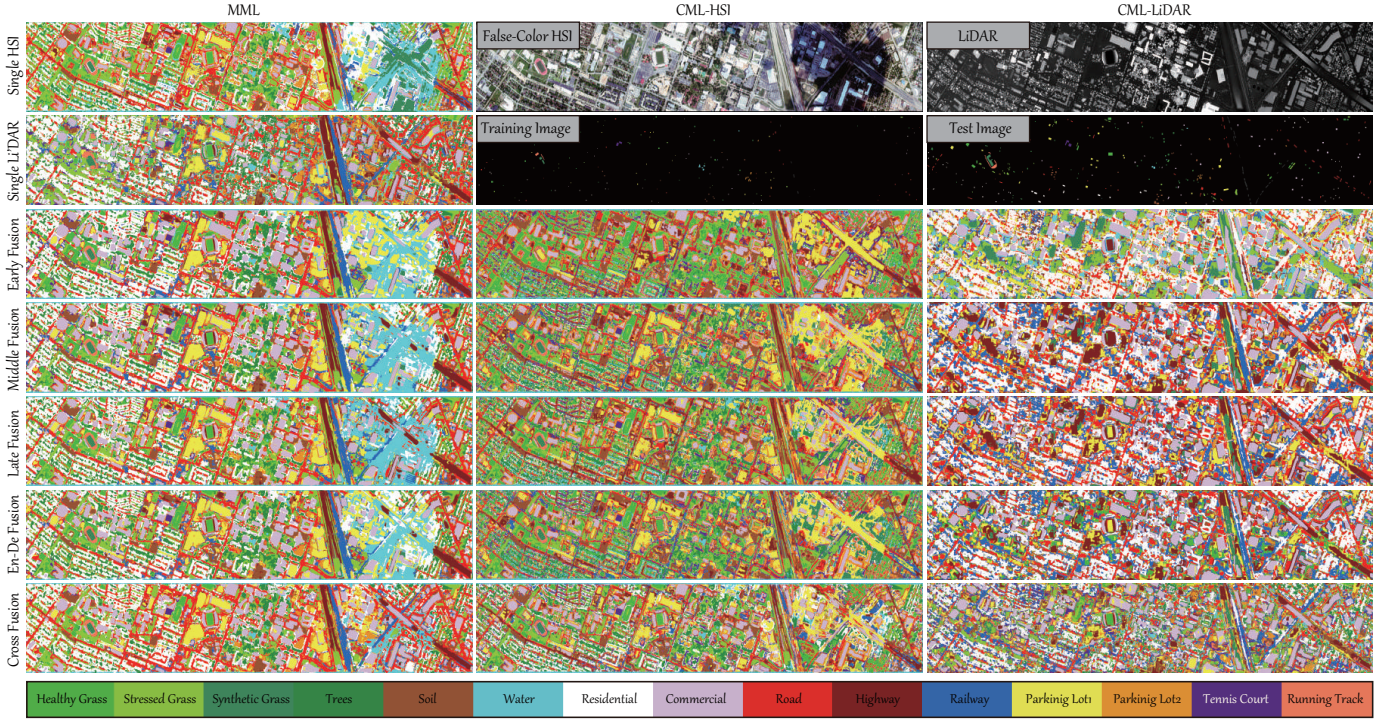 MML CML-HSI CML-LiDAR
Single HSI
False-Color HSI
LiDAR
Single Li'DAR
Training Image
Test Image
Early Fusion
Middle Fusion
Late Fusion
En-De Fusion
Cross Fusion
Healthy Grass Stressed Grass Synthetic Grass Trees Soil Water Residential Commercial Road Highway Railway Parkinig Lot1 Parkinig Lot2 Tennis Court Running Track